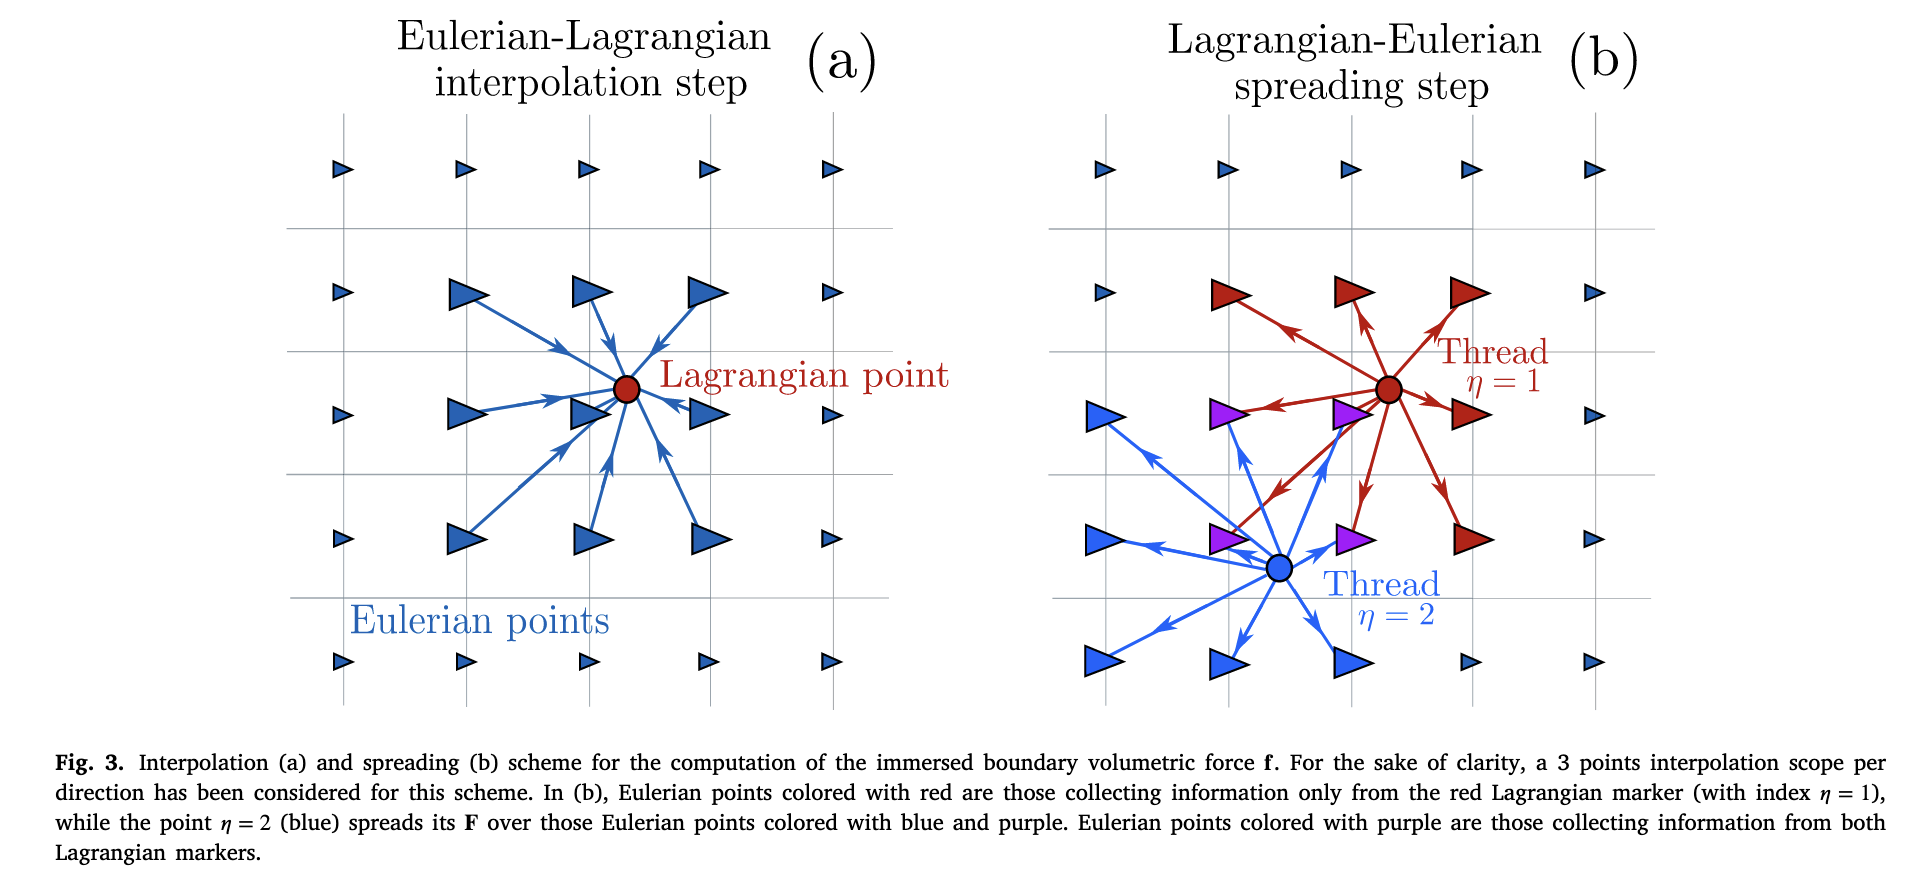 Eulerian-Lagrangian
interpolation step
(a)
Lagrangian point
Eulerian points
Lagrangian-Eulerian
spreading step
(b)
Thread
η = 1
Thread
η = 2
Fig. 3. Interpolation (a) and spreading (b) scheme for the computation of the immersed boundary volumetric force f. For the sake of clarity, a 3 points interpolation scope per
direction has been considered for this scheme. In (b), Eulerian points colored with red are those collecting information only from the red Lagrangian marker (with index η = 1),
while the point η = 2 (blue) spreads its F over those Eulerian points colored with blue and purple. Eulerian points colored with purple are those collecting information from both
Lagrangian markers.